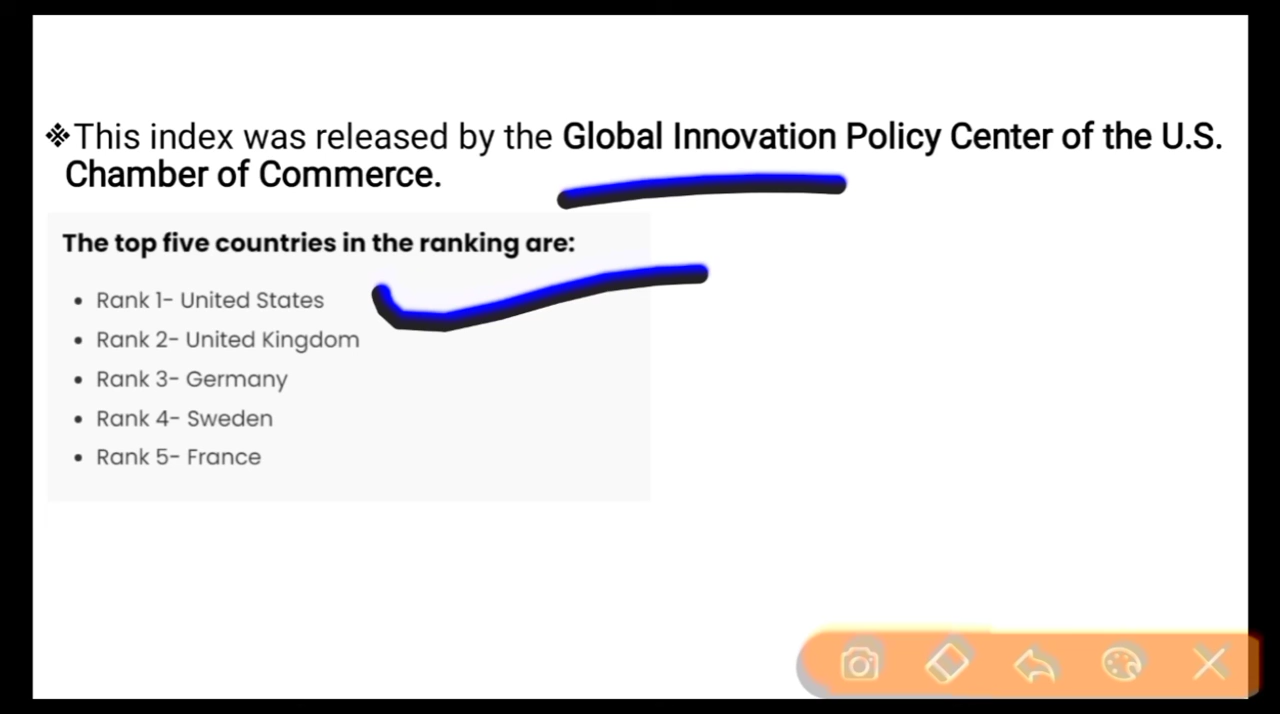 ❖This index was released by the Global Innovation Policy Center of the U.S.
Chamber of Commerce.
The top five countries in the ranking are:
• Rank 1- United States
• Rank 2- United Kingdom
• Rank 3- Germany
• Rank 4- Sweden
• Rank 5- France